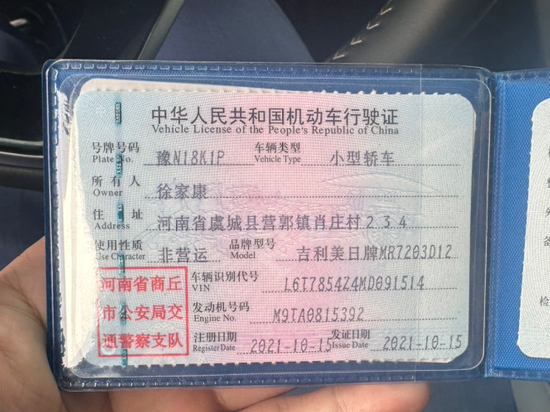 中华人民共和国机动车行驶证
Vehicle License of the People's Republic of China
号牌号码 豫N18K1P 车辆类型 小型轿车
Plate No. Vehicle Type
所有人 徐家康
Owner
住址 河南省虞城县营郭镇肖庄村234
Address
使用性质 非营运 品牌型号 吉利美日牌MR7203D12
Use Character Model
河南省商丘
市公安局交
通警察支队
车辆识别代号 L6T7854Z4MD091514
VIN
发动机号码 M9TA0815392
Engine No.
注册日期 2021-10-15 发证日期 2021-10-15
Register Date Issue Date
检